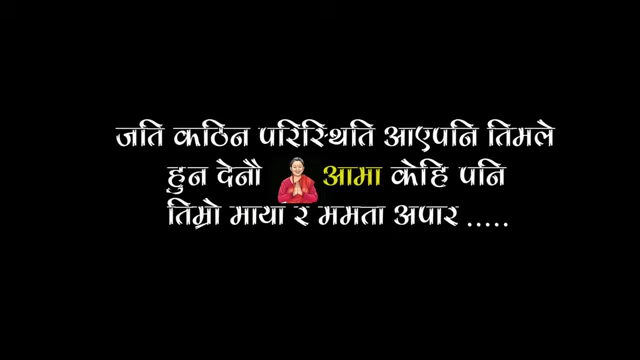 जति कठिन परिस्थिति आएपनि तिमले
हुन देनौ आमा केहि पनि
तिम्रो माया र ममता अपार .....